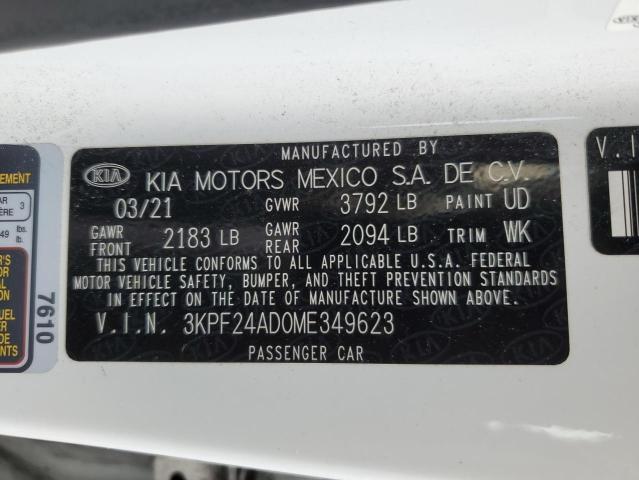 MANUFACTURED BY
KIA KIA MOTORS MEXICO S.A. DE C.V.
03/21 GVWR 3792 LB PAINT UD
GAWR FRONT 2183 LB GAWR REAR 2094 LB TRIM WK
THIS VEHICLE CONFORMS TO ALL APPLICABLE U.S.A. FEDERAL
MOTOR VEHICLE SAFETY, BUMPER, AND THEFT PREVENTION STANDARDS
IN EFFECT ON THE DATE OF MANUFACTURE SHOWN ABOVE.
V.I.N. 3KPF24AD0ME349623
PASSENGER CAR
7610
V.I